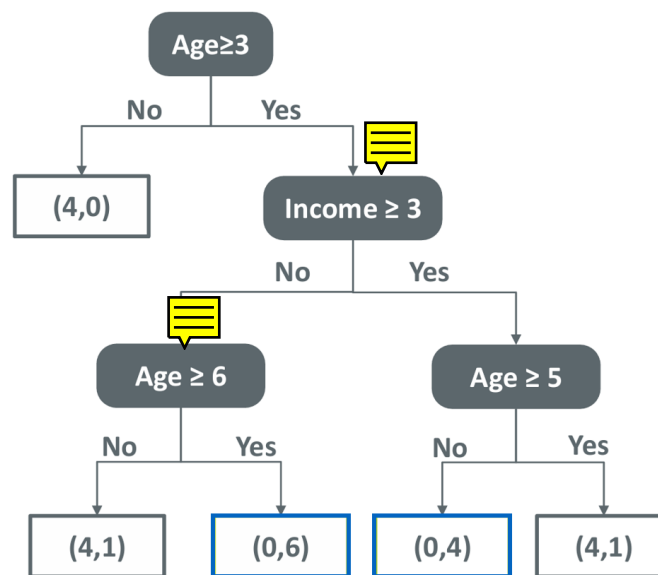 Age≥3
No
Yes
(4,0)
Income ≥ 3
No
Yes
Age ≥ 6
Age ≥ 5
No
Yes
No
Yes
(4,1)
(0,6)
(0,4)
(4,1)